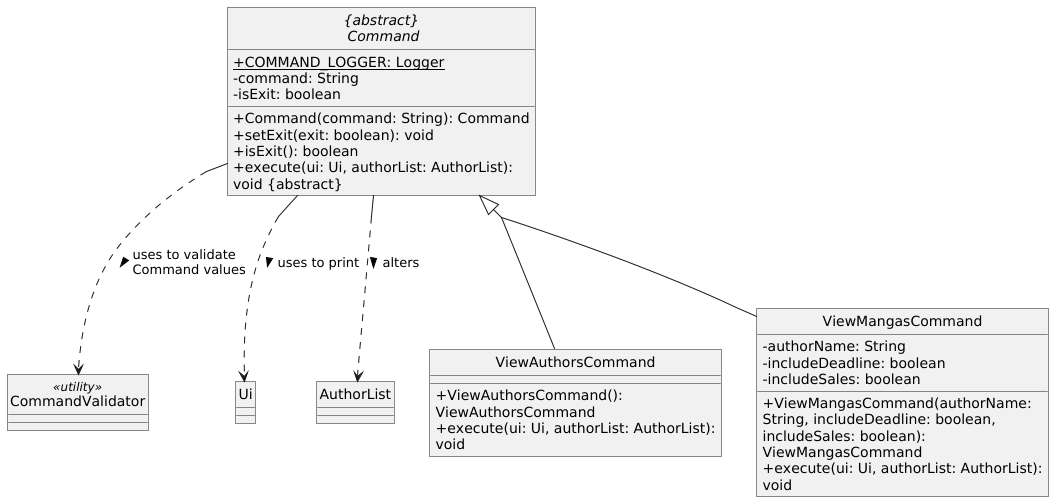 {abstract}
Command
+COMMAND_LOGGER: Logger
-command: String
-isExit: boolean
+Command(command: String): Command
+setExit(exit: boolean): void
+isExit(): boolean
+execute(ui: Ui, authorList: AuthorList):
void {abstract}
uses to validate
Command values
uses to print
alters
«utility»
CommandValidator
Ui
AuthorList
ViewAuthorsCommand
+ViewAuthorsCommand():
ViewAuthorsCommand
+execute(ui: Ui, authorList: AuthorList):
void
ViewMangasCommand
-authorName: String
-includeDeadline: boolean
-includeSales: boolean
+ViewMangasCommand(authorName:
String, includeDeadline: boolean,
includeSales: boolean):
ViewMangasCommand
+execute(ui: Ui, authorList: AuthorList):
void